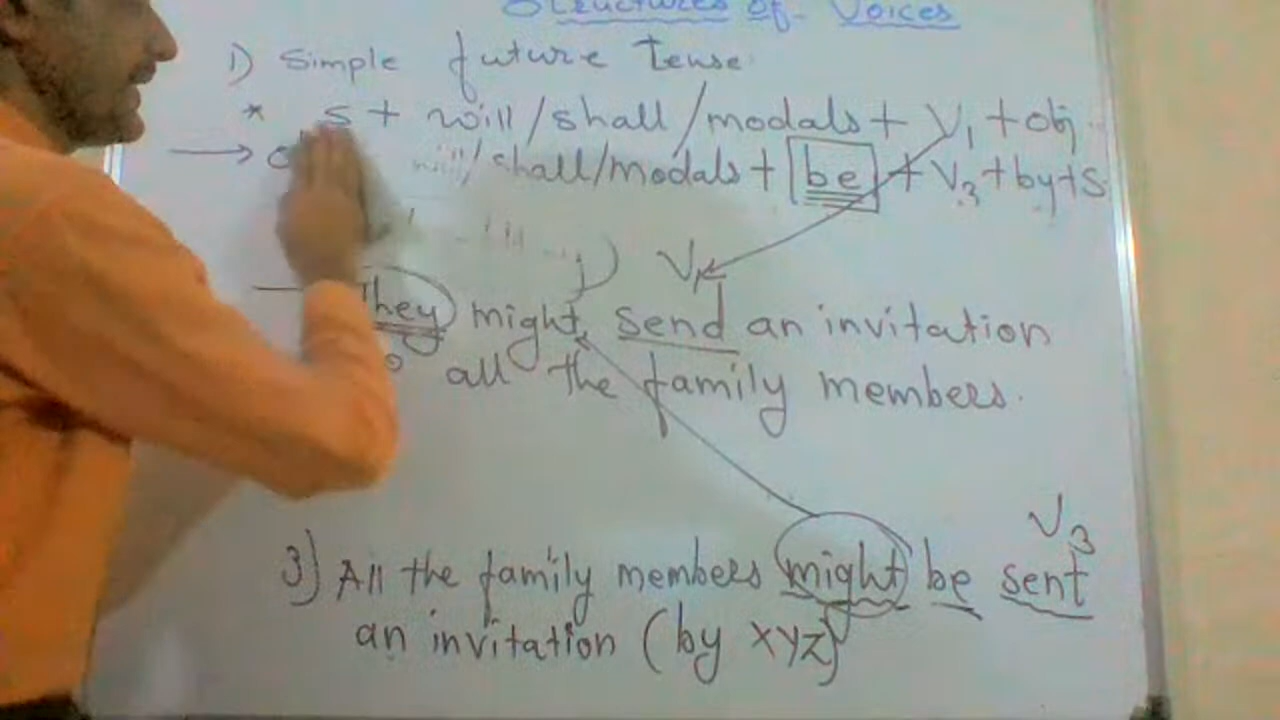 Structures of Voices
1) Simple future Tense
* S + will/shall/modals + V1 + obj.
→ will/shall/modals + be + V3 + by + S
V1
They might send an invitation
all the family members.
V3
3) All the family members might be sent
an invitation (by xyz)